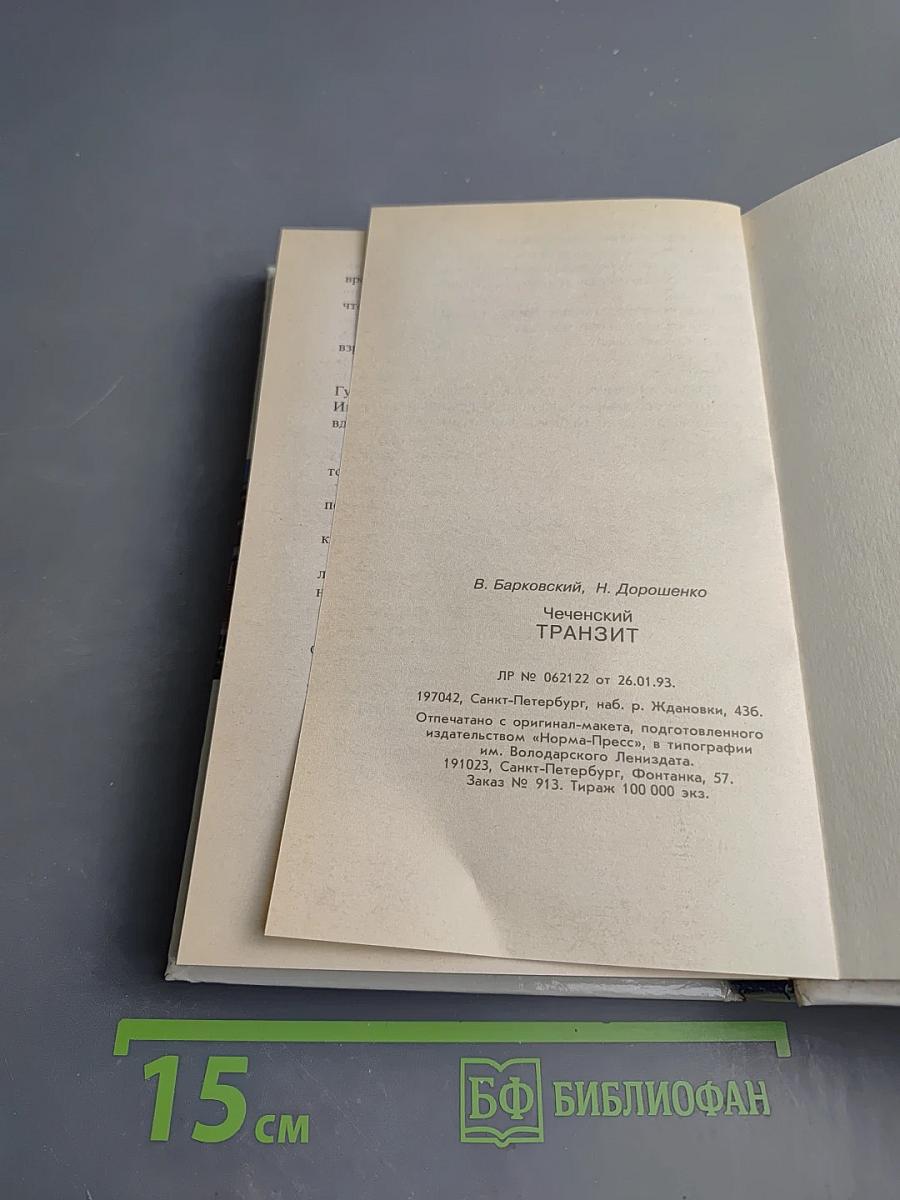 В. Барковский, Н. Дорошенко
Чеченский
ТРАНЗИТ
ЛР № 062122 от 26.01.93.
197042, Санкт-Петербург, наб. р. Ждановки, 43б.
Отпечатано с оригинал-макета, подготовленного
издательством «Норма-Пресс», в типографии
им. Володарского Лениздата.
191023, Санкт-Петербург, Фонтанка, 57.
Заказ № 913. Тираж 100 000 экз.
15 см
БФ БИБЛИОФАН